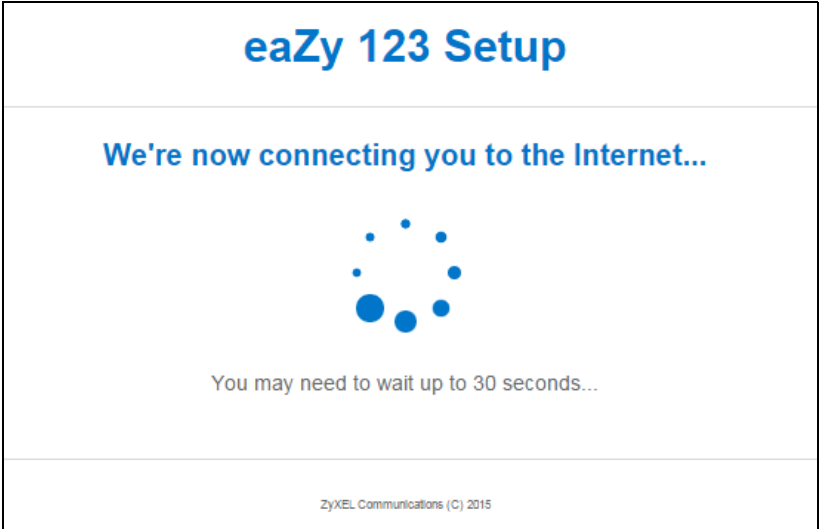 eaZy 123 Setup
We're now connecting you to the Internet...
You may need to wait up to 30 seconds...
ZyXEL Communications (C) 2015